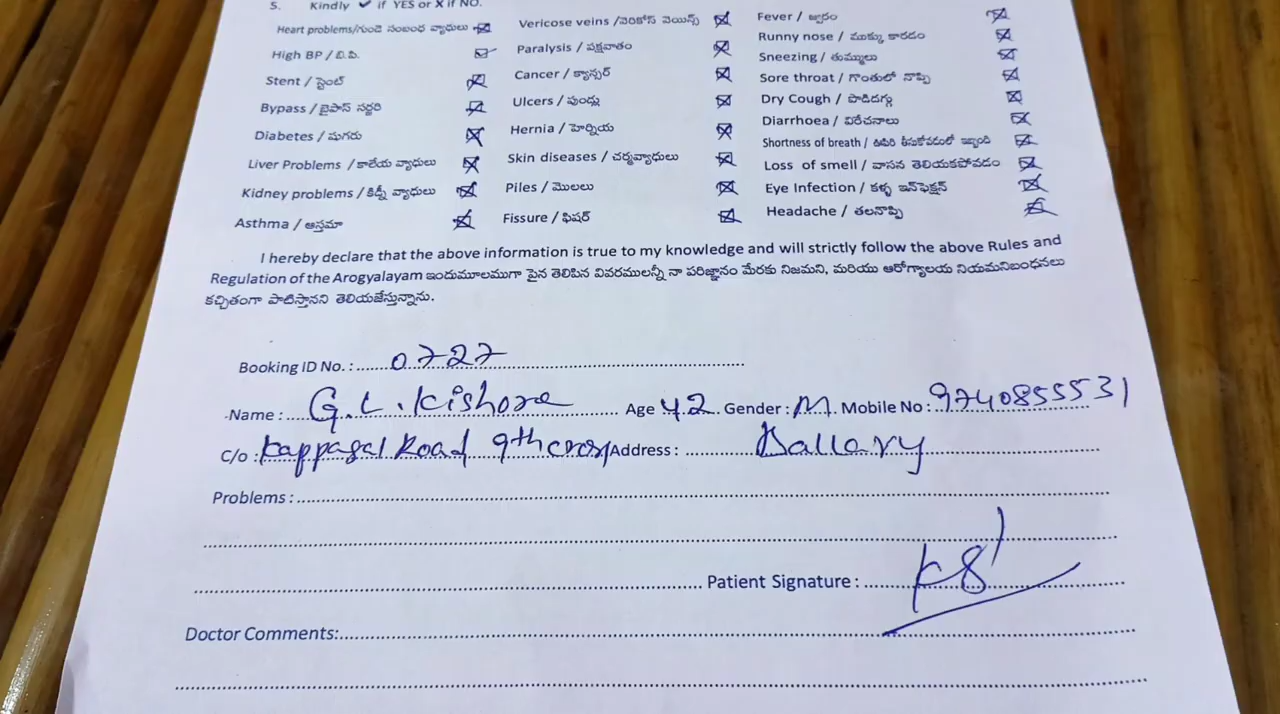 5. Kindly ✓ if YES or X if NO.
Heart problems/గుండె సంబంధ వ్యాధులు
High BP / బి.పి.
Stent / స్టెంట్
Bypass / బైపాస్ సర్జరి
Diabetes / షుగరు
Liver Problems / కాలేయ వ్యాధులు
Kidney problems / కిడ్నీ వ్యాధులు
Asthma / ఆస్తమా
Vericose veins /వెరికోస్ వెయిన్స్
Paralysis / పక్షవాతం
Cancer / క్యాన్సర్
Ulcers / పుండ్లు
Hernia / హెర్నియ
Skin diseases / చర్మవ్యాధులు
Piles / మొలలు
Fissure / ఫిషర్
Fever / జ్వరం
Runny nose / ముక్కు కారడం
Sneezing / తుమ్ములు
Sore throat / గొంతులో నొప్పి
Dry Cough / పొడిదగ్గు
Diarrhoea / విరేచనాలు
Shortness of breath / ఊపిరి తీసుకోవడంలో ఇబ్బంది
Loss of smell / వాసన తెలియకపోవడం
Eye Infection / కళ్ళ ఇన్‌ఫెక్షన్
Headache / తలనొప్పి
I hereby declare that the above information is true to my knowledge and will strictly follow the above Rules and
Regulation of the Arogyalayam ఇందుమూలముగా పైన తెలిపిన వివరములన్నీ నా పరిజ్ఞానం మేరకు నిజమని, మరియు ఆరోగ్యాలయ నియమనిబంధనలు
కచ్చితంగా పాటిస్తానని తెలియజేస్తున్నాను.
Booking ID No. : 0727
Name : G.L. Kishore Age 42 Gender : M. Mobile No : 9740855531
C/o : Kappagal Road 9th cross Address : Ballary
Problems :
Patient Signature :
Doctor Comments: